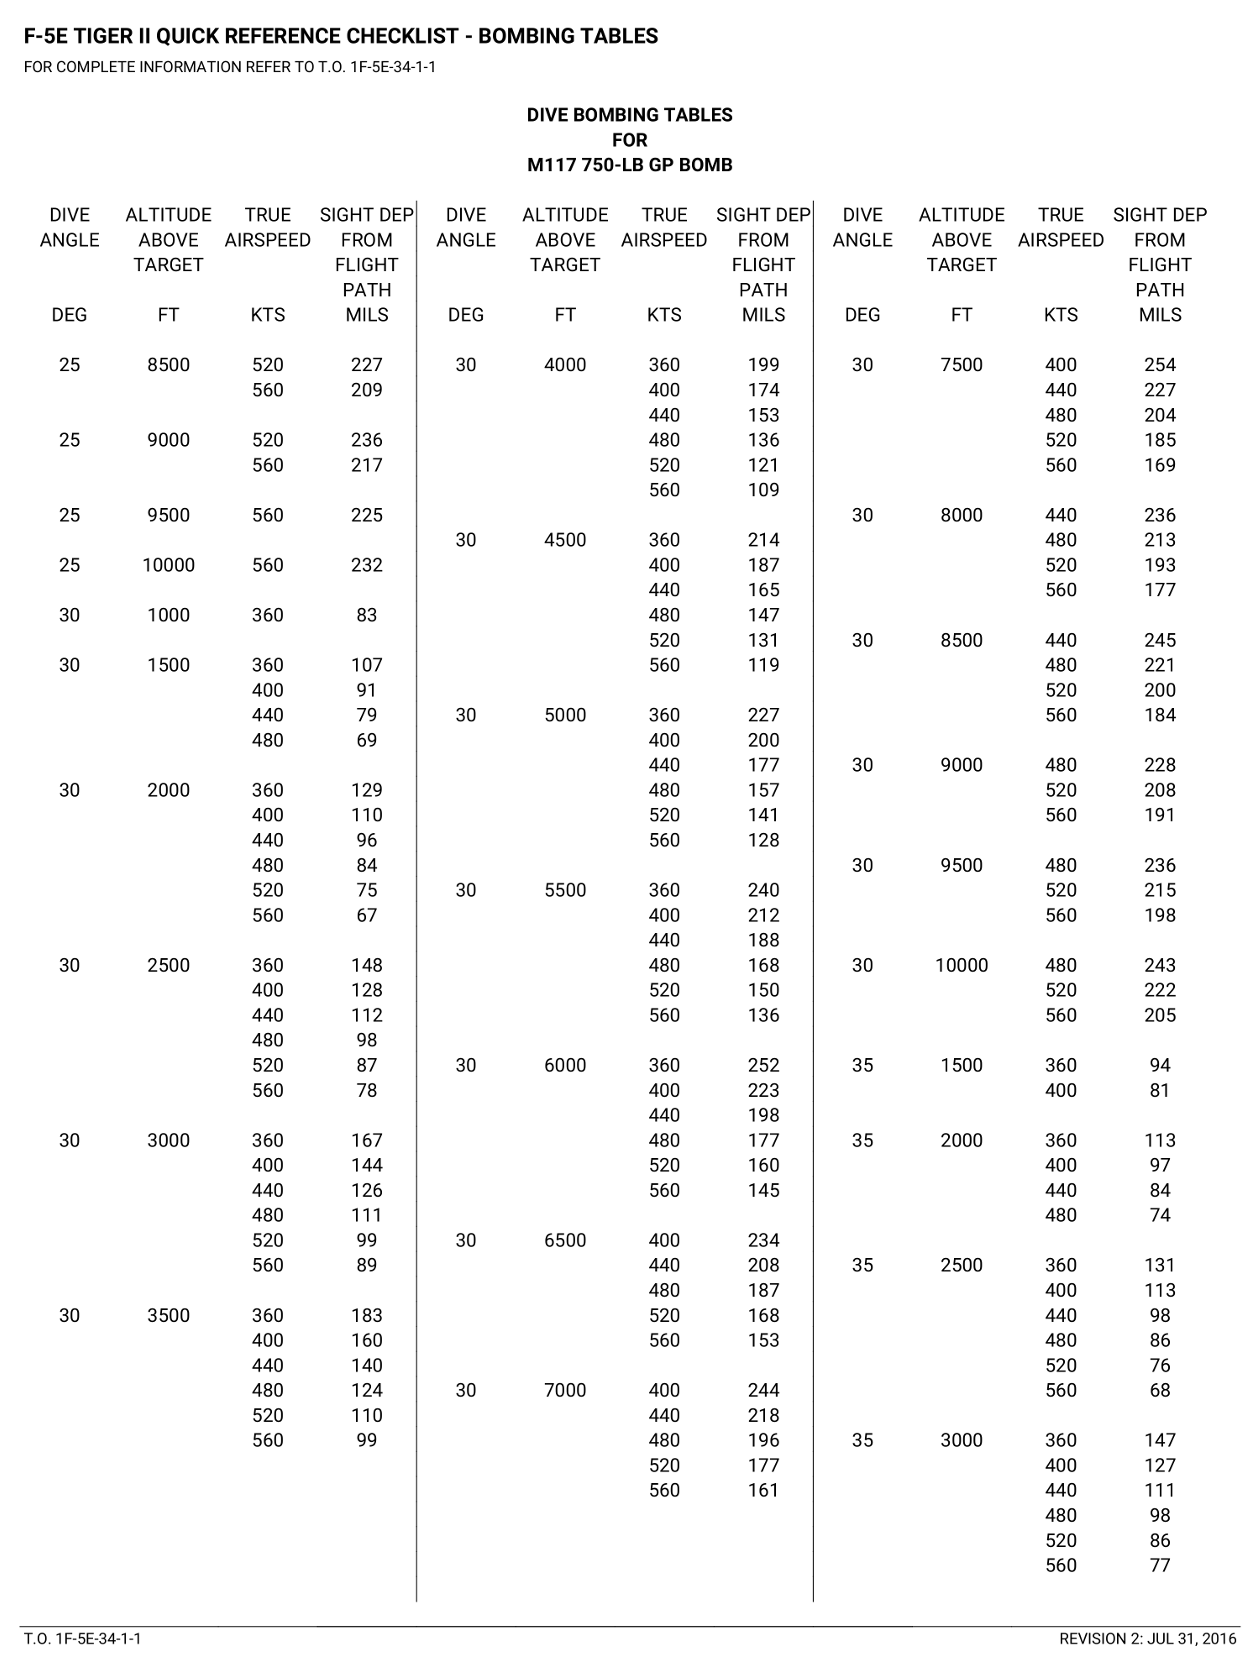 F-5E TIGER II QUICK REFERENCE CHECKLIST - BOMBING TABLES
FOR COMPLETE INFORMATION REFER TO T.O. 1F-5E-34-1-1
DIVE BOMBING TABLES
FOR
M117 750-LB GP BOMB
DIVE ALTITUDE TRUE SIGHT DEP
ANGLE ABOVE AIRSPEED FROM
TARGET FLIGHT
PATH
DEG FT KTS MILS
25 8500 520 227
560 209
25 9000 520 236
560 217
25 9500 560 225
25 10000 560 232
30 1000 360 83
30 1500 360 107
400 91
440 79
480 69
30 2000 360 129
400 110
440 96
480 84
520 75
560 67
30 2500 360 148
400 128
440 112
480 98
520 87
560 78
30 3000 360 167
400 144
440 126
480 111
520 99
560 89
30 3500 360 183
400 160
440 140
480 124
520 110
560 99
DIVE ALTITUDE TRUE SIGHT DEP
ANGLE ABOVE AIRSPEED FROM
TARGET FLIGHT
PATH
DEG FT KTS MILS
30 4000 360 199
400 174
440 153
480 136
520 121
560 109
30 4500 360 214
400 187
440 165
480 147
520 131
560 119
30 5000 360 227
400 200
440 177
480 157
520 141
560 128
30 5500 360 240
400 212
440 188
480 168
520 150
560 136
30 6000 360 252
400 223
440 198
480 177
520 160
560 145
30 6500 400 234
440 208
480 187
520 168
560 153
30 7000 400 244
440 218
480 196
520 177
560 161
DIVE ALTITUDE TRUE SIGHT DEP
ANGLE ABOVE AIRSPEED FROM
TARGET FLIGHT
PATH
DEG FT KTS MILS
30 7500 400 254
440 227
480 204
520 185
560 169
30 8000 440 236
480 213
520 193
560 177
30 8500 440 245
480 221
520 200
560 184
30 9000 480 228
520 208
560 191
30 9500 480 236
520 215
560 198
30 10000 480 243
520 222
560 205
35 1500 360 94
400 81
35 2000 360 113
400 97
440 84
480 74
35 2500 360 131
400 113
440 98
480 86
520 76
560 68
35 3000 360 147
400 127
440 111
480 98
520 86
560 77
T.O. 1F-5E-34-1-1
REVISION 2: JUL 31, 2016